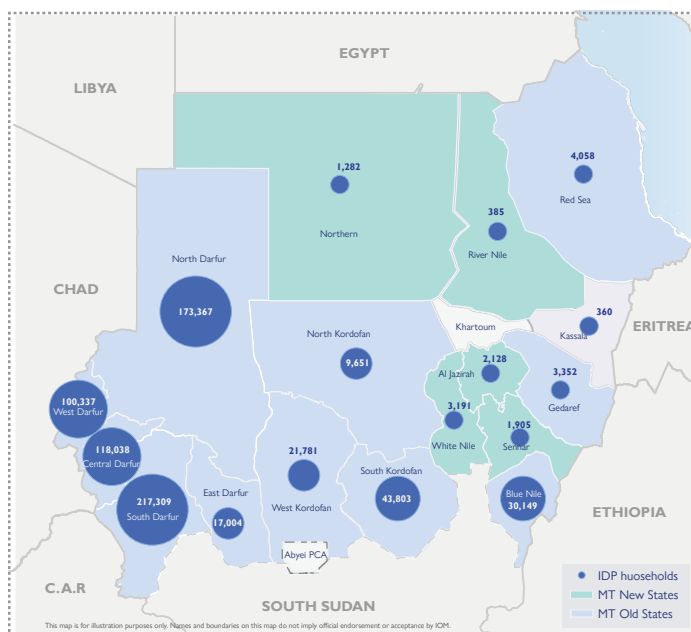 EGYPT
LIBYA
1,282
4,058
Red Sea
385
Northern
River Nile
North Darfur
CHAD
173,367
360
Khartoum
North Kordofan
Kassala
ERITREA
9,651
Al Jazirah
2,128
3,352
100,337
West Darfur
3,191
Gedaref
1,905
White Nile
Sennar
118,038
Central Darfur
21,781
South Kordofan
East Darfur
Blue Nile
217,309
43,803
30,149
South Darfur
West Kordofan
17,004
ETHIOPIA
Abyei PCA
IDP huoseholds
C.A.R
MT New States
SOUTH SUDAN
MT Old States
This map is for illustration purposes only. Names and boundaries on this map do not imply official endorsement or acceptance by IOM.